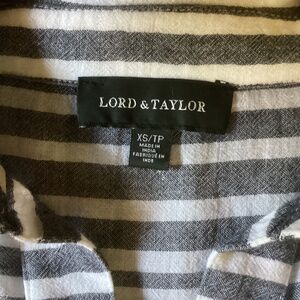 LORD & TAYLOR
XS/TP
MADE IN
INDIA
FABRIQUÉ EN
INDE